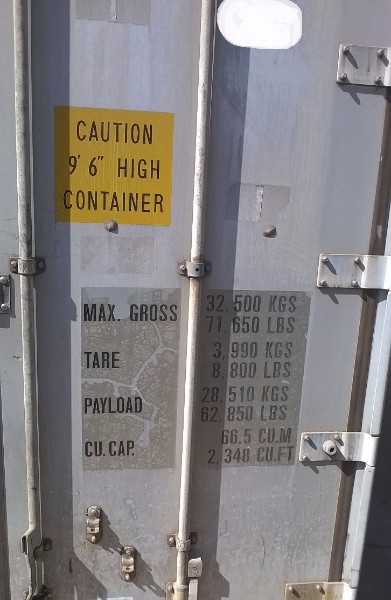 CAUTION
9' 6" HIGH
CONTAINER
MAX. GROSS 32,500 KGS
71,650 LBS
TARE 3,990 KGS
8,800 LBS
PAYLOAD 28,510 KGS
62,850 LBS
CU.CAP. 66.5 CU.M
2,348 CU.FT